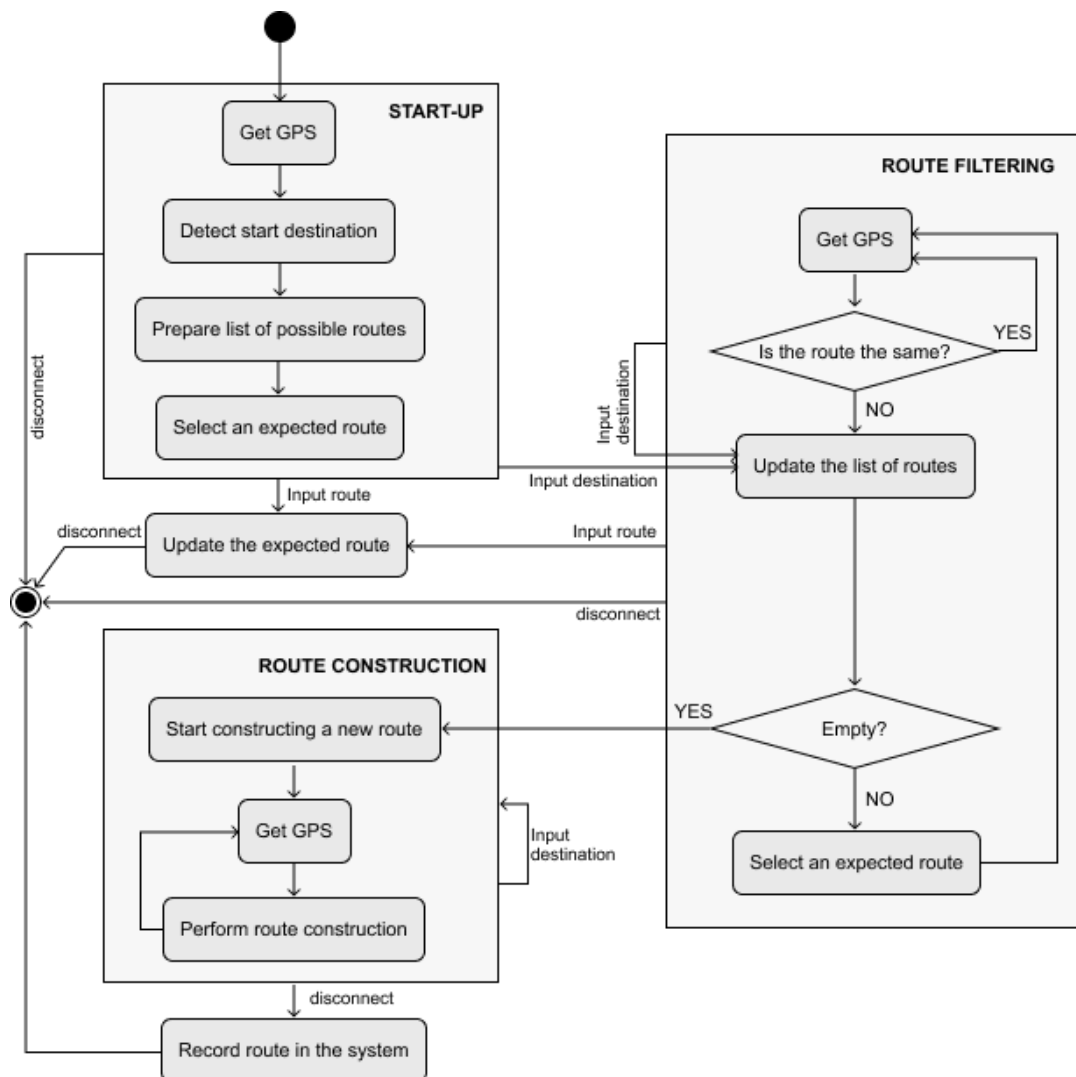 START-UP
Get GPS
Detect start destination
Prepare list of possible routes
Select an expected route
disconnect
Input route
Input destination
Update the expected route
disconnect
Input route
disconnect
ROUTE FILTERING
Get GPS
Is the route the same?
YES
NO
Input
destination
Update the list of routes
Empty?
YES
NO
Select an expected route
ROUTE CONSTRUCTION
Start constructing a new route
Get GPS
Perform route construction
Input
destination
disconnect
Record route in the system